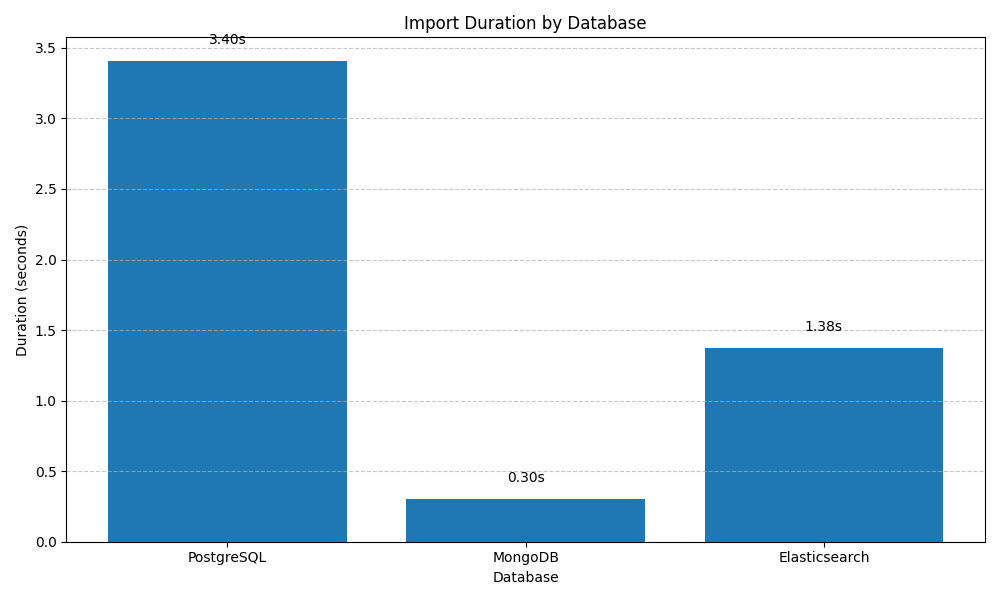 Import Duration by Database
3.40s
0.30s
1.38s
3.5
3.0
2.5
2.0
1.5
1.0
0.5
0.0
Duration (seconds)
PostgreSQL
MongoDB
Elasticsearch
Database